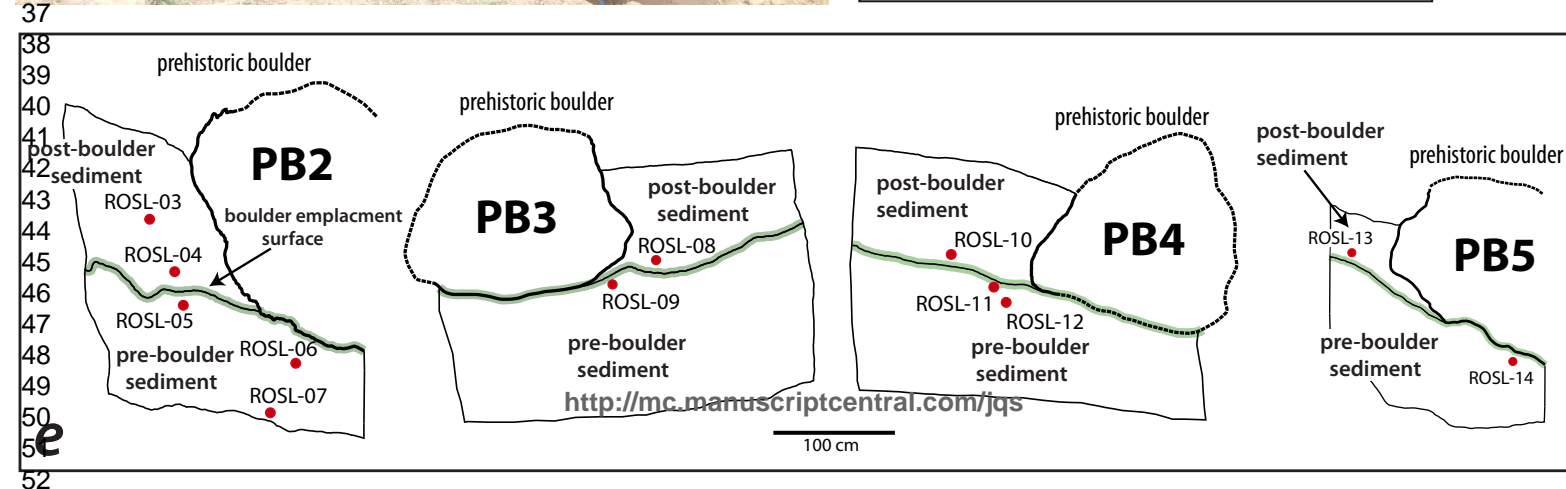 37
38
39
40
41
42
43
44
45
46
47
48
49
50
51
52
prehistoric boulder
PB2
post-boulder
sediment
ROSL-03
boulder emplacment
surface
ROSL-04
ROSL-05
pre-boulder
sediment
ROSL-06
ROSL-07
prehistoric boulder
PB3
post-boulder
sediment
ROSL-08
ROSL-09
pre-boulder
sediment
prehistoric boulder
PB4
post-boulder
sediment
ROSL-10
ROSL-11
ROSL-12
pre-boulder
sediment
post-boulder
sediment
prehistoric boulder
PB5
ROSL-13
pre-boulder
sediment
ROSL-14
http://mc.manuscriptcentral.com/jqs
100 cm
e